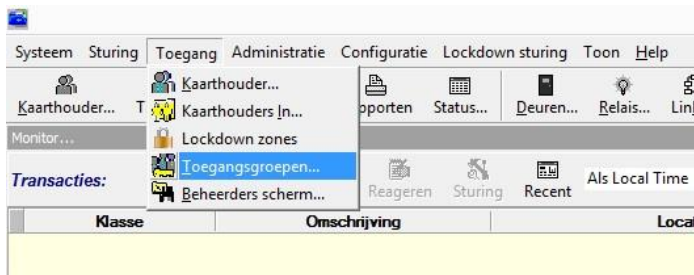 Systeem Sturing Toegang Administratie Configuratie Lockdown sturing Toon Help
Kaarthouder... T
Kaarthouder...
Kaarthouders In...
Lockdown zones
Toegangsgroepen...
Beheerders scherm...
pporten Status... Deuren... Relais... Lin
Monitor...
Transacties: Reageren Sturing Recent Als Local Time
Klasse Omschrijving Local